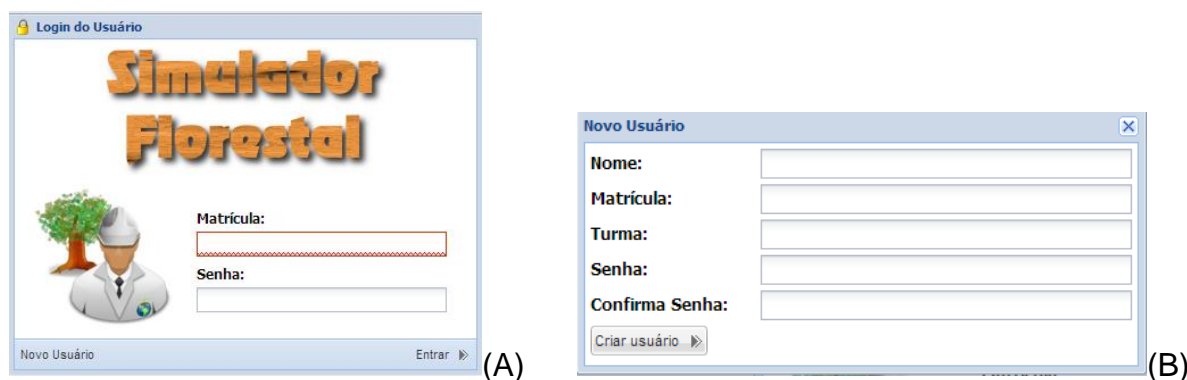 Login do Usuário
Simulador
Florestal
Matrícula:
Senha:
Novo Usuário
Entrar
(A)
Novo Usuário
Nome:
Matrícula:
Turma:
Senha:
Confirma Senha:
Criar usuário
(B)